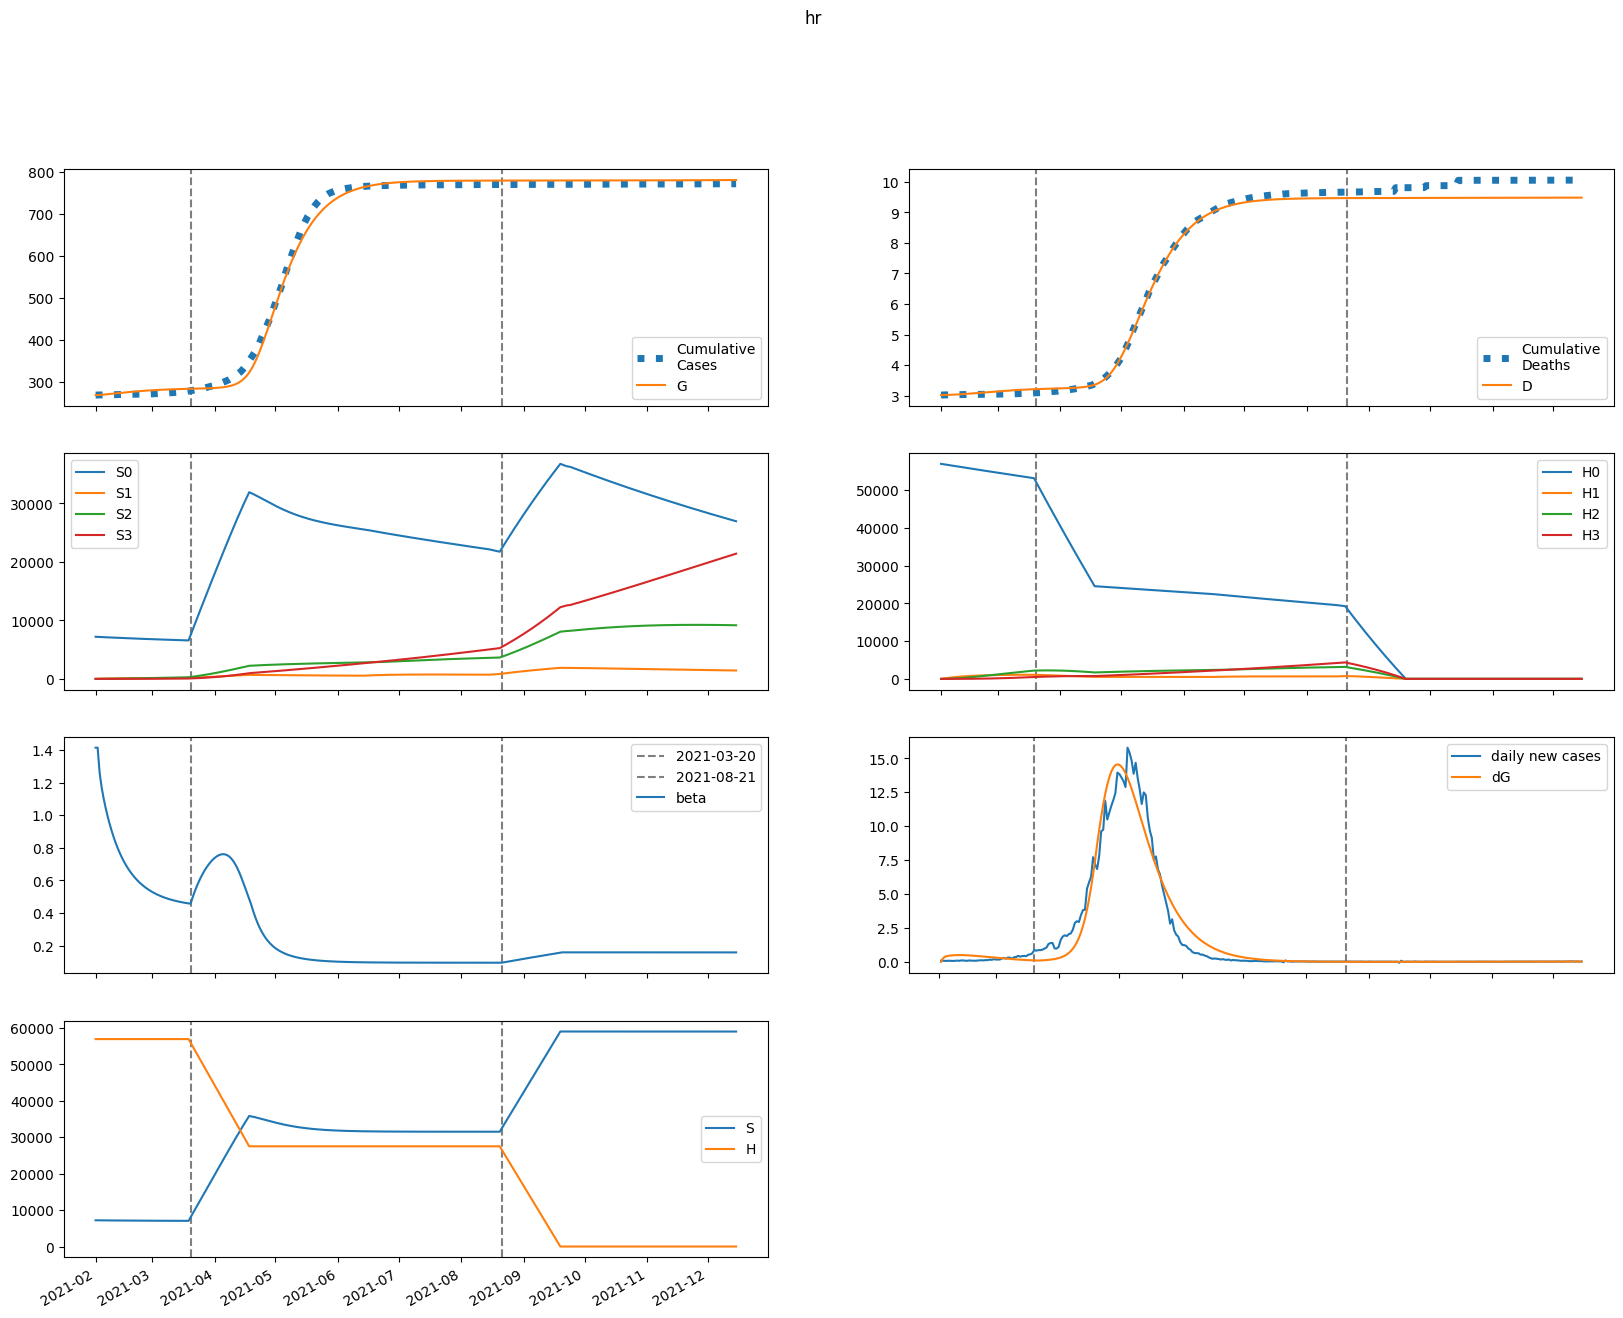 hr
800
700
600
500
400
300
Cumulative
Cases
G
10
9
8
7
6
5
4
3
Cumulative
Deaths
D
30000
20000
10000
0
S0
S1
S2
S3
50000
40000
30000
20000
10000
0
H0
H1
H2
H3
1.4
1.2
1.0
0.8
0.6
0.4
0.2
2021-03-20
2021-08-21
beta
15.0
12.5
10.0
7.5
5.0
2.5
0.0
daily new cases
dG
60000
50000
40000
30000
20000
10000
0
S
H
2021-02
2021-03
2021-04
2021-05
2021-06
2021-07
2021-08
2021-09
2021-10
2021-11
2021-12